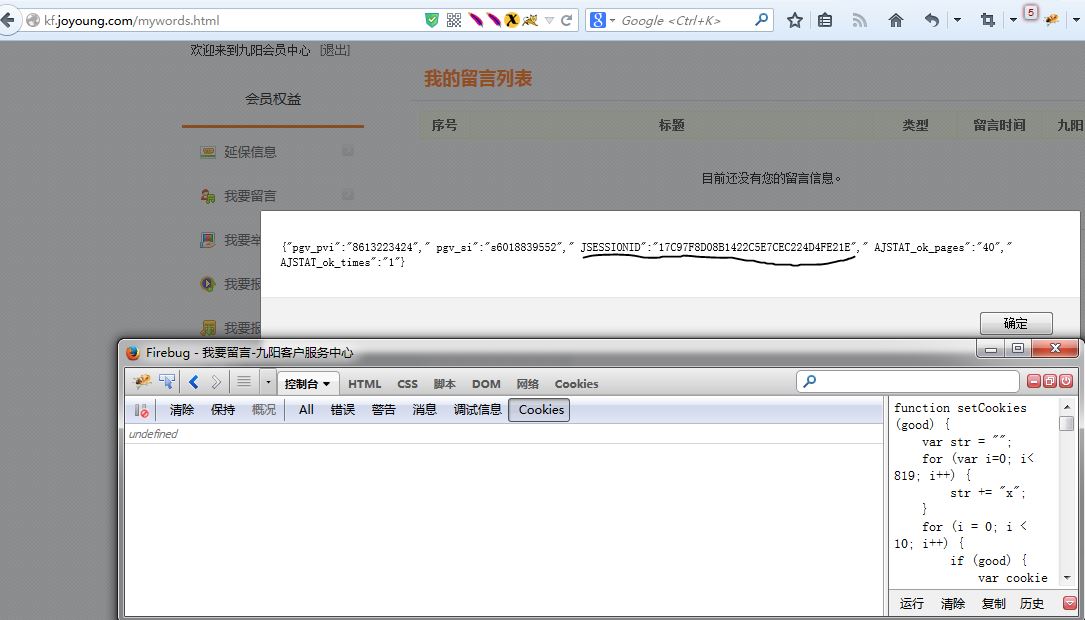 kf.joyoung.com/mywords.html
Google <Ctrl+K>
5
欢迎来到九阳会员中心 [退出]
我的留言列表
会员权益
序号 标题 类型 留言时间 九阳
延保信息
目前还没有您的留言信息。
我要留言
我要举
我要报
我要报
{"pgv_pvi":"8613223424"," pgv_si":"s6018839552"," JSESSIONID":"17C97F8D08B1422C5E7CEC224D4FE21E"," AJSTAT_ok_pages":"40","
AJSTAT_ok_times":"1"}
确定
Firebug - 我要留言-九阳客户服务中心
控制台 HTML CSS 脚本 DOM 网络 Cookies
清除 保持 概况 All 错误 警告 消息 调试信息 Cookies
undefined
function setCookies
(good) {
var str = "";
for (var i=0; i<
819; i++) {
str += "x";
}
for (i = 0; i <
10; i++) {
if (good) {
var cookie
运行 清除 复制 历史